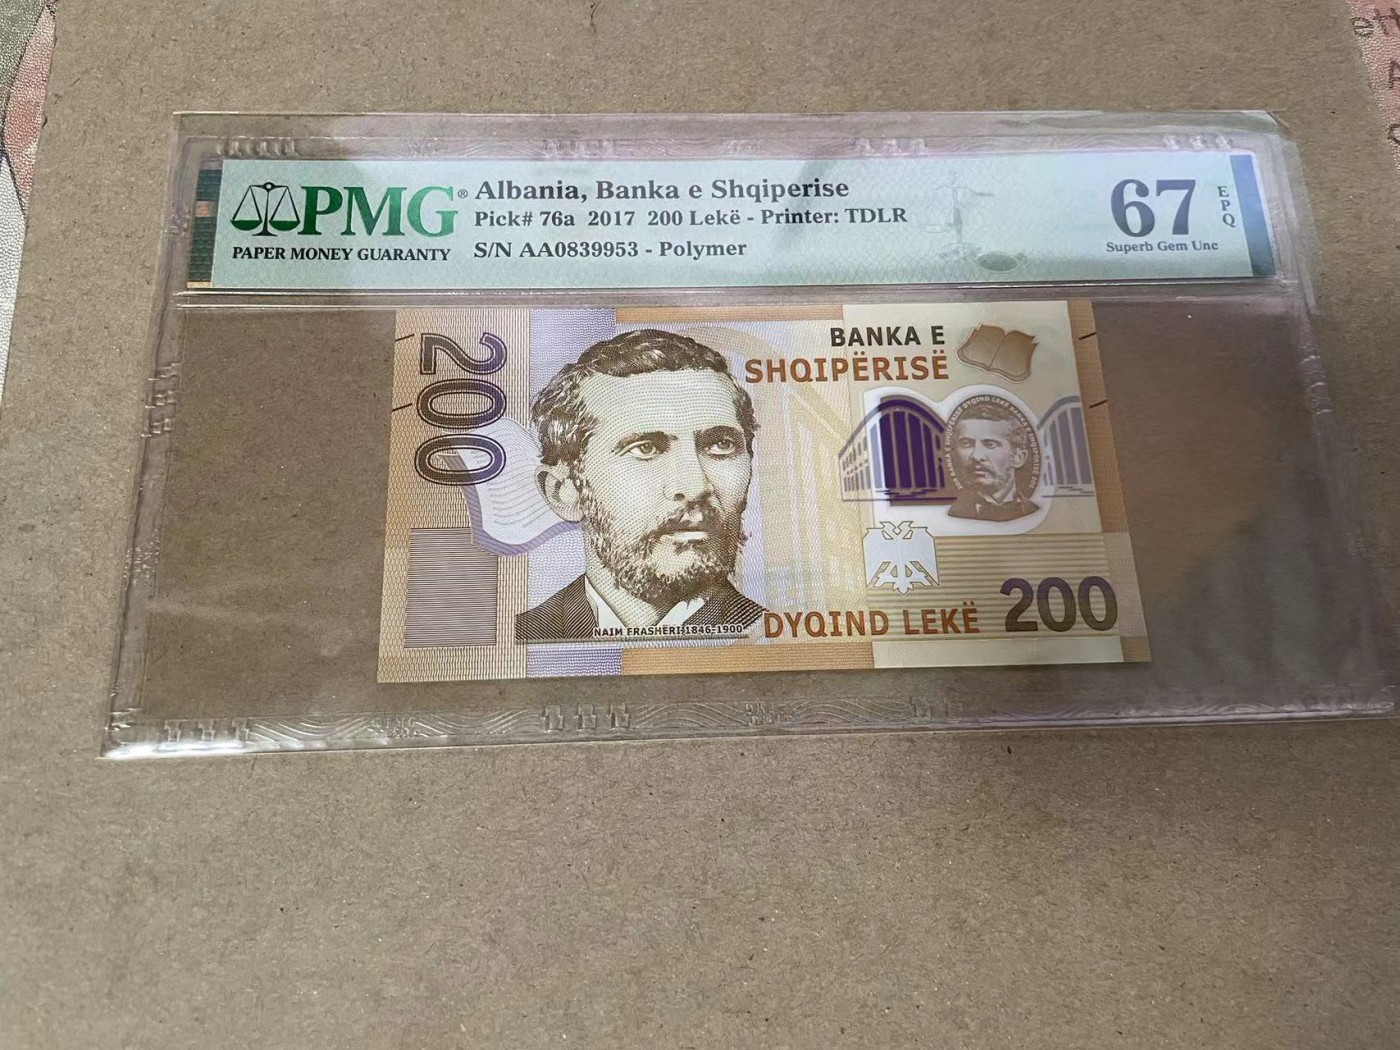 PMG®
PAPER MONEY GUARANTY
Albania, Banka e Shqiperise
Pick# 76a 2017 200 Lekë - Printer: TDLR
S/N AA0839953 - Polymer
67
Superb Gem Unc
EPQ
200
BANKA E
SHQIPËRISË
NAIM FRASHËRI 1846-1900
DYQIND LEKË
200